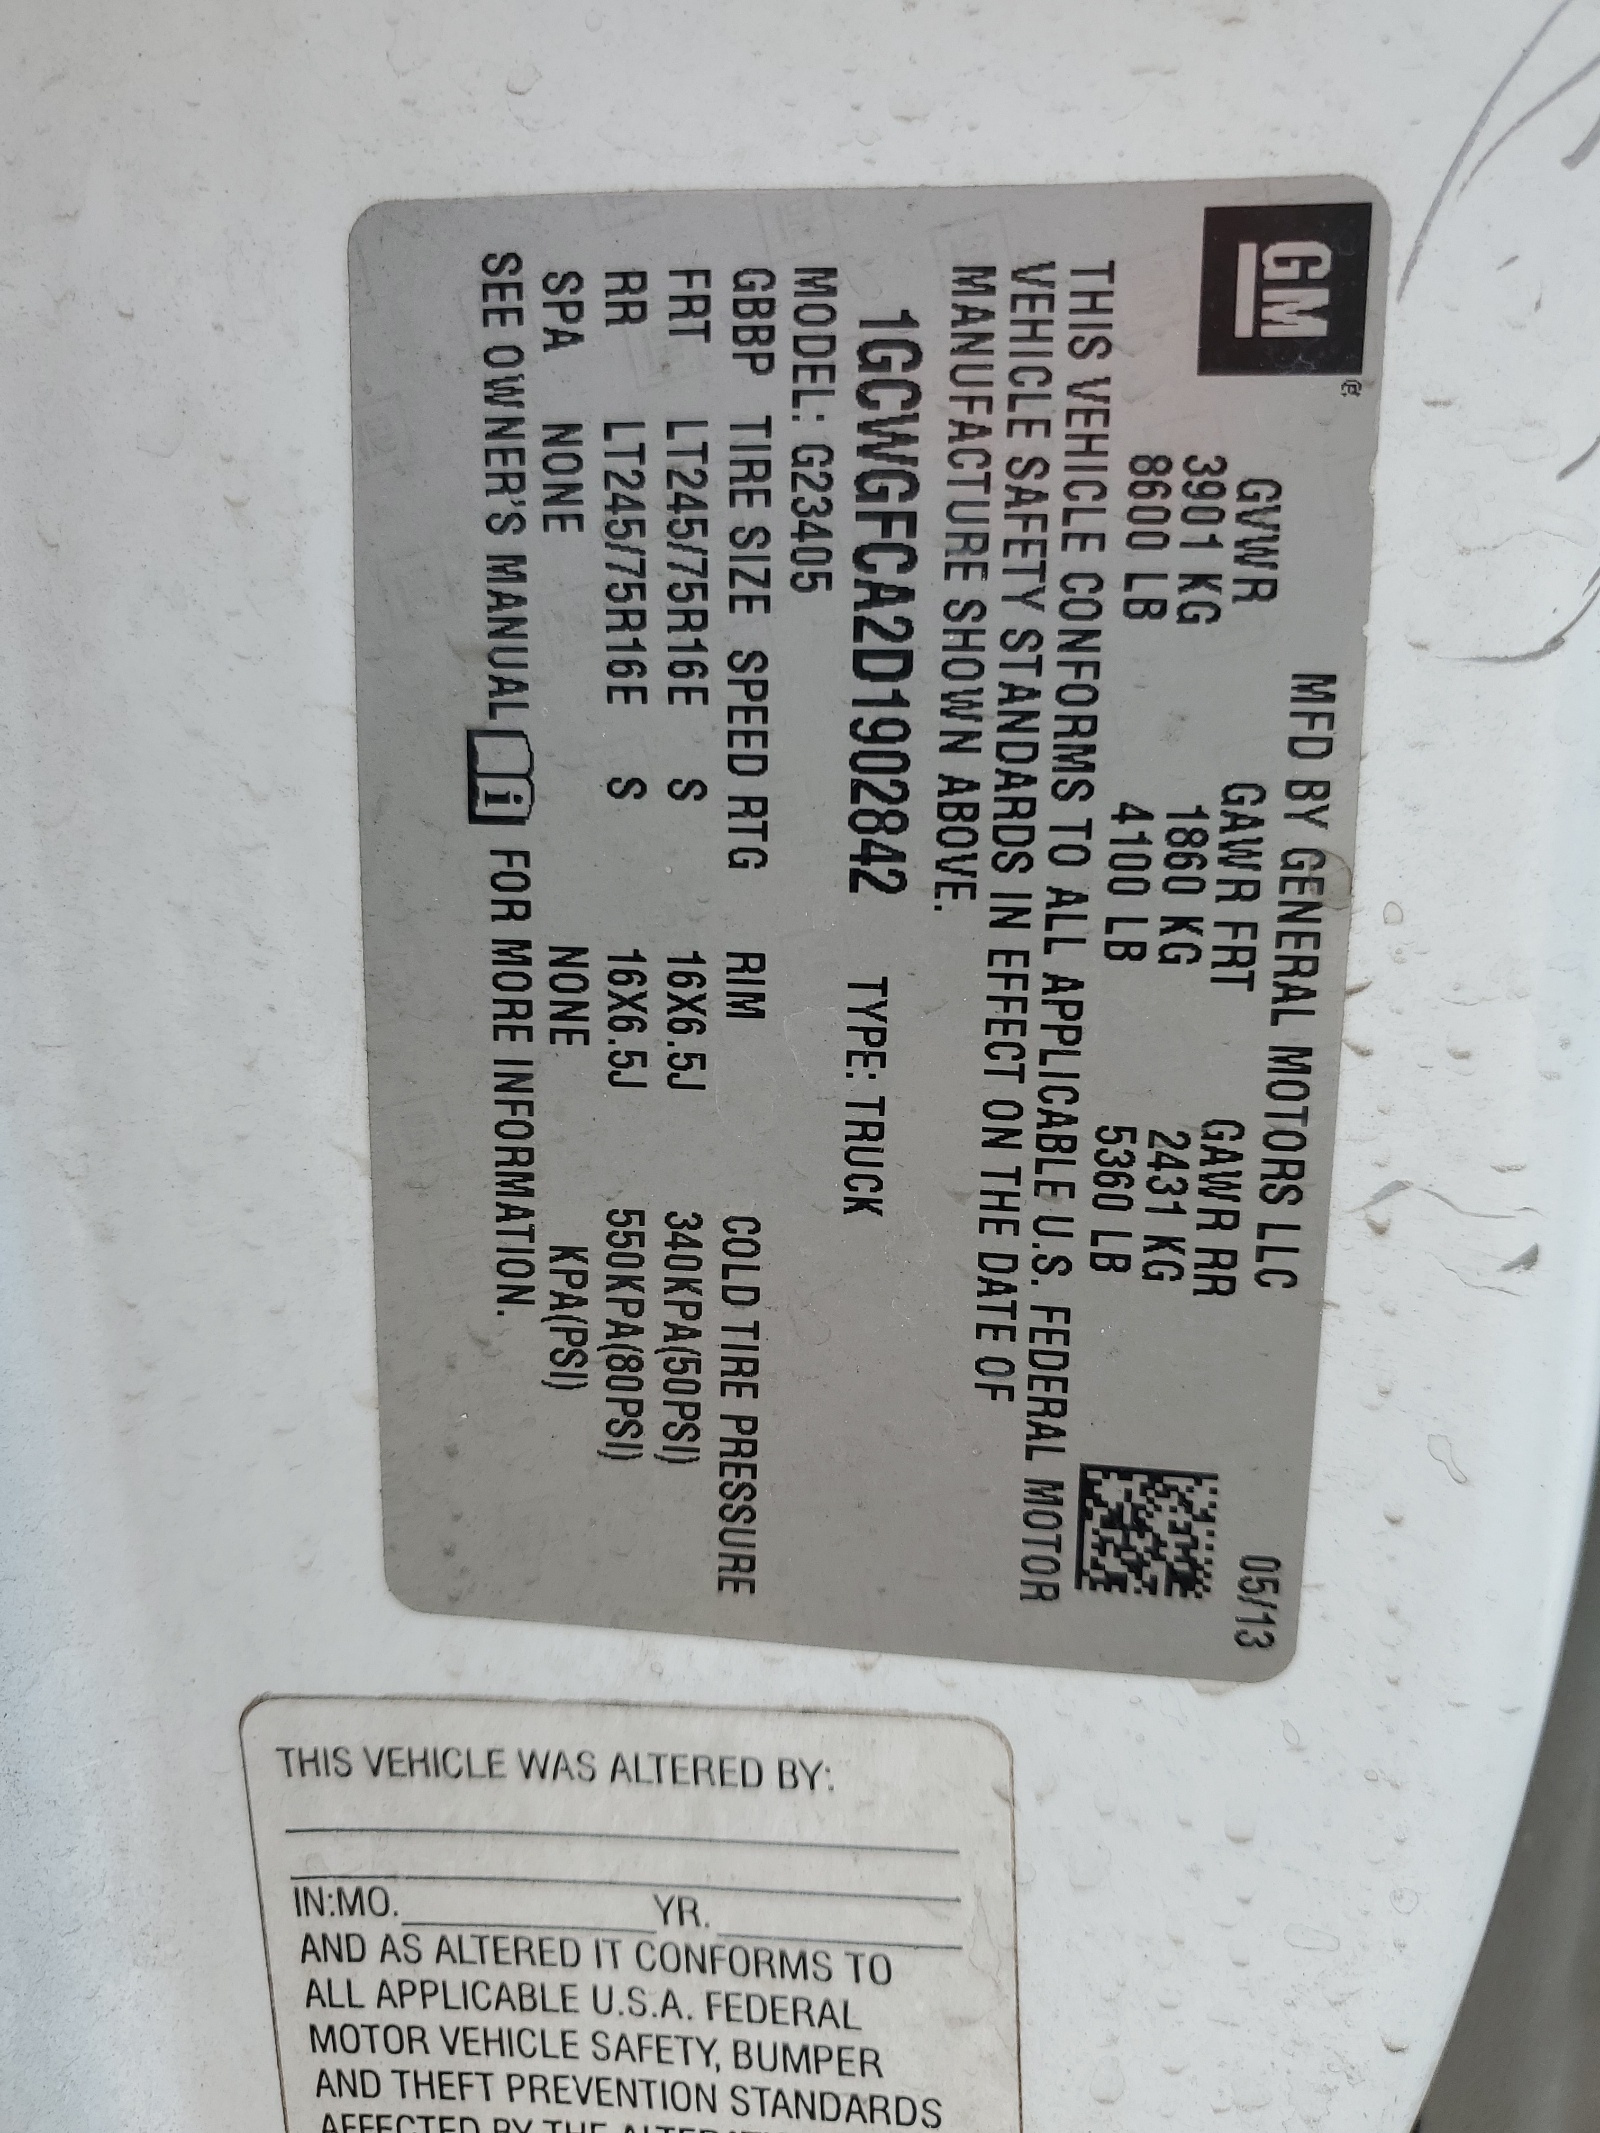 GM
MFD BY GENERAL MOTORS LLC 05/13
GVWR GAWR FRT GAWR RR
3901 KG 1860 KG 2431 KG
8600 LB 4100 LB 5360 LB
THIS VEHICLE CONFORMS TO ALL APPLICABLE U.S. FEDERAL MOTOR
VEHICLE SAFETY STANDARDS IN EFFECT ON THE DATE OF
MANUFACTURE SHOWN ABOVE.
1GCWGFCA2D1902842 TYPE: TRUCK
MODEL: G23405
GBBP TIRE SIZE SPEED RTG RIM COLD TIRE PRESSURE
FRT LT245/75R16E S 16X6.5J 340KPA(50PSI)
RR LT245/75R16E S 16X6.5J 550KPA(80PSI)
SPA NONE NONE KPA(PSI)
SEE OWNER'S MANUAL i FOR MORE INFORMATION.
THIS VEHICLE WAS ALTERED BY:
IN:MO. YR.
AND AS ALTERED IT CONFORMS TO
ALL APPLICABLE U.S.A. FEDERAL
MOTOR VEHICLE SAFETY, BUMPER
AND THEFT PREVENTION STANDARDS
AFFECTED BY THE